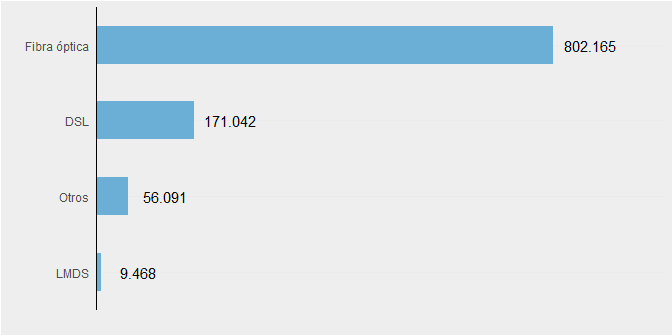 Fibra óptica 802.165
DSL 171.042
Otros 56.091
LMDS 9.468